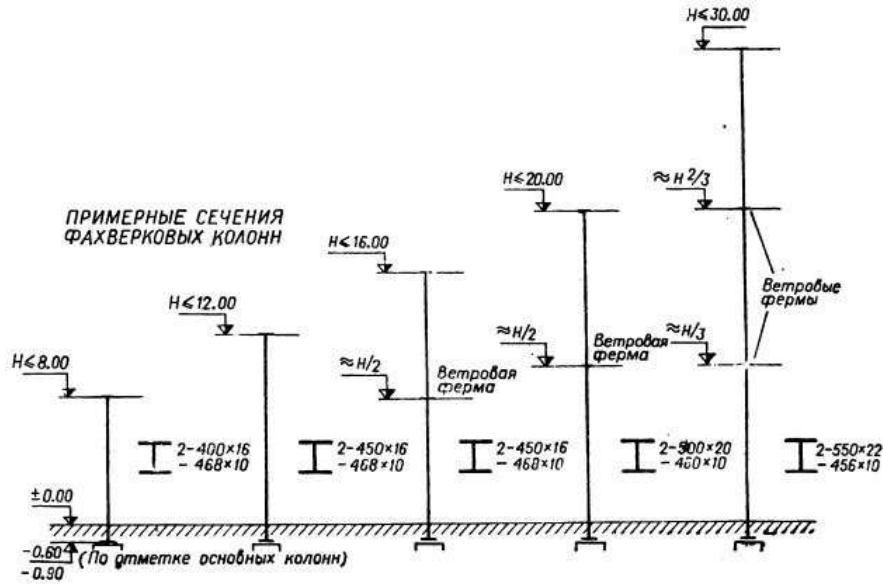 H≤30.00
H≤20.00
≈H 2/3
ПРИМЕРНЫЕ СЕЧЕНИЯ
ФАХВЕРКОВЫХ КОЛОНН
H≤16.00
Ветровые
фермы
H≤12.00
H≤8.00
≈H/2
Ветровая
ферма
≈H/2
Ветровая
ферма
≈H/3
2-400×16
-468×10
2-450×16
-468×10
2-450×16
-468×10
2-500×20
-460×10
2-550×22
-456×10
±0.00
-0.60
-0.90
(По отметке основных колонн)